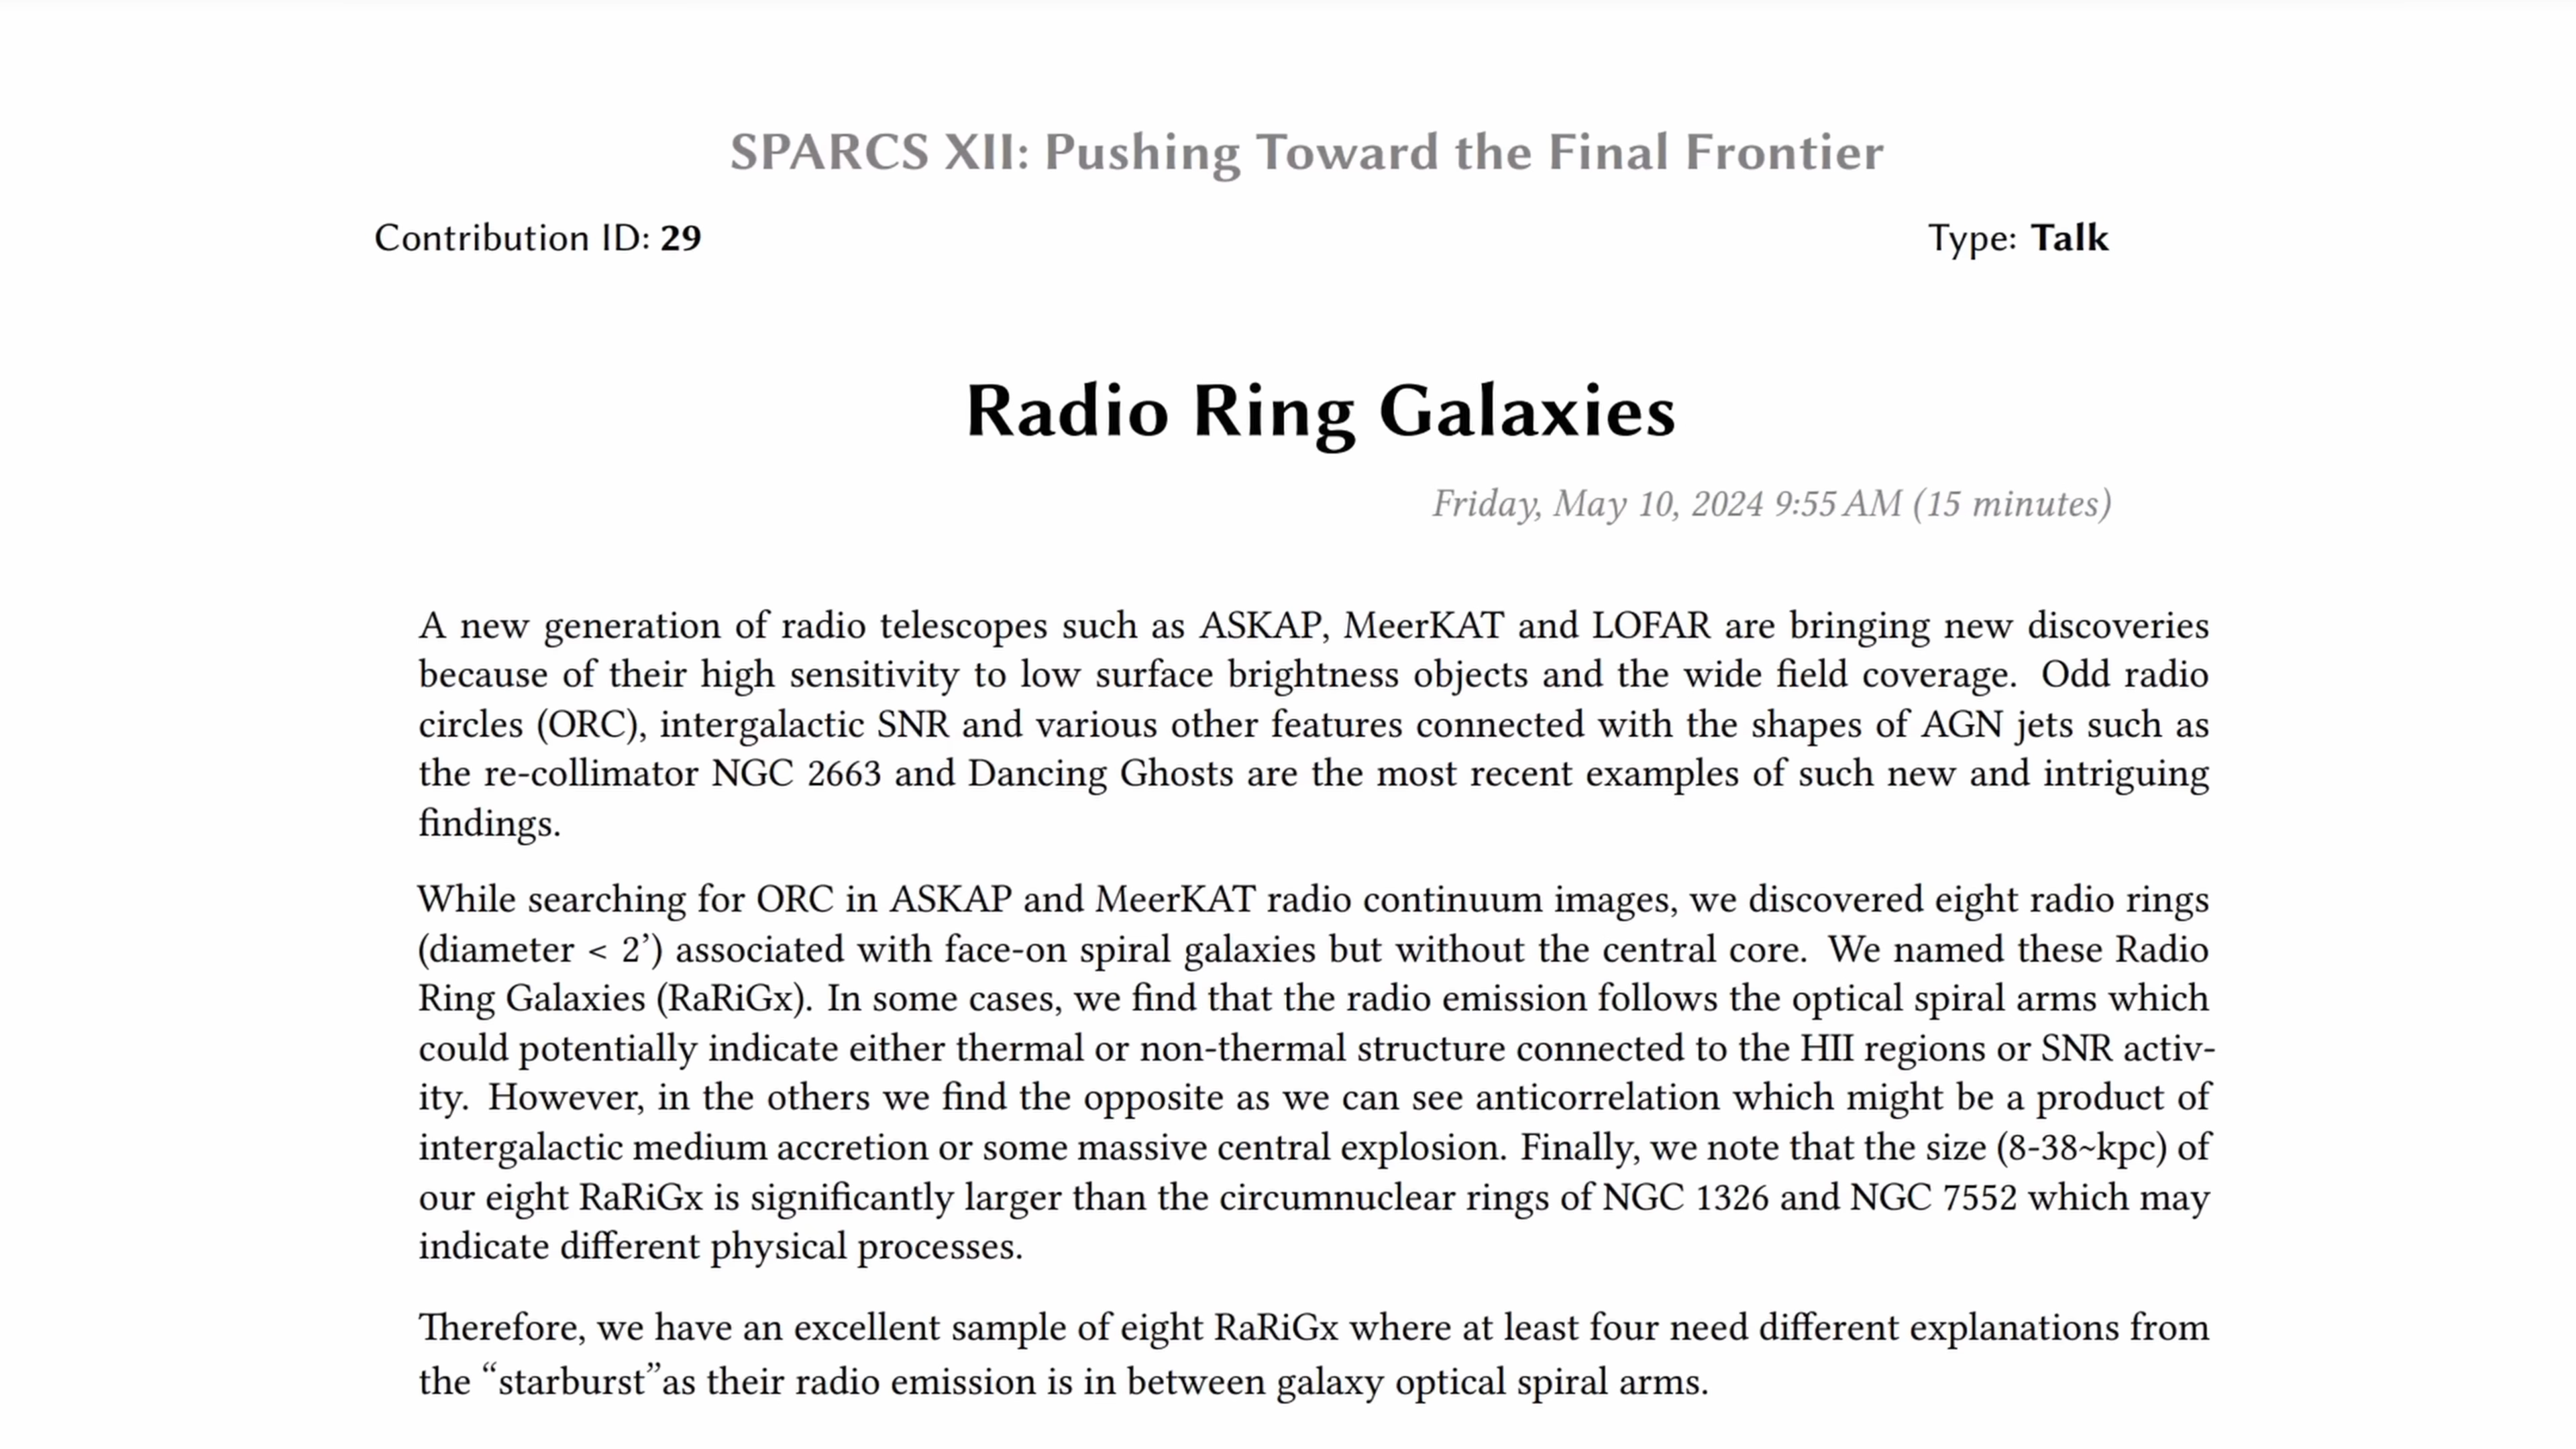 SPARCS XII: Pushing Toward the Final Frontier
Contribution ID: 29
Type: Talk
Radio Ring Galaxies
Friday, May 10, 2024 9:55 AM (15 minutes)
A new generation of radio telescopes such as ASKAP, MeerKAT and LOFAR are bringing new discoveries
because of their high sensitivity to low surface brightness objects and the wide field coverage. Odd radio
circles (ORC), intergalactic SNR and various other features connected with the shapes of AGN jets such as
the re-collimator NGC 2663 and Dancing Ghosts are the most recent examples of such new and intriguing
findings.
While searching for ORC in ASKAP and MeerKAT radio continuum images, we discovered eight radio rings
(diameter < 2’) associated with face-on spiral galaxies but without the central core. We named these Radio
Ring Galaxies (RaRiGx). In some cases, we find that the radio emission follows the optical spiral arms which
could potentially indicate either thermal or non-thermal structure connected to the HII regions or SNR activ-
ity. However, in the others we find the opposite as we can see anticorrelation which might be a product of
intergalactic medium accretion or some massive central explosion. Finally, we note that the size (8-38~kpc) of
our eight RaRiGx is significantly larger than the circumnuclear rings of NGC 1326 and NGC 7552 which may
indicate different physical processes.
Therefore, we have an excellent sample of eight RaRiGx where at least four need different explanations from
the “starburst”as their radio emission is in between galaxy optical spiral arms.